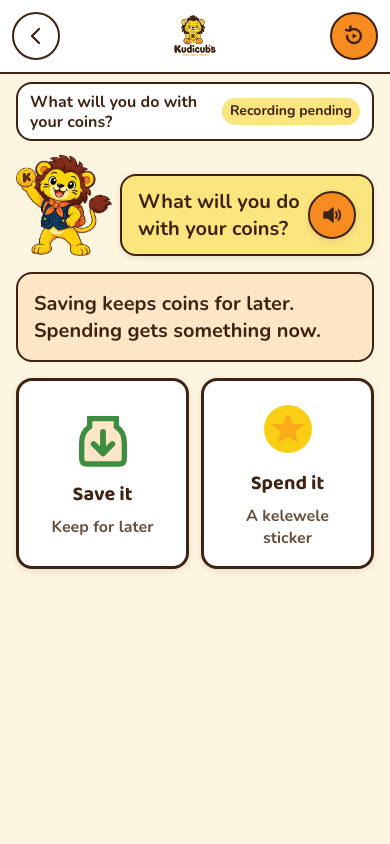 Kudicub's
What will you do with
your coins?
Recording pending
K
What will you do
with your coins?
Saving keeps coins for later.
Spending gets something now.
Save it
Keep for later
Spend it
A kelewele
sticker